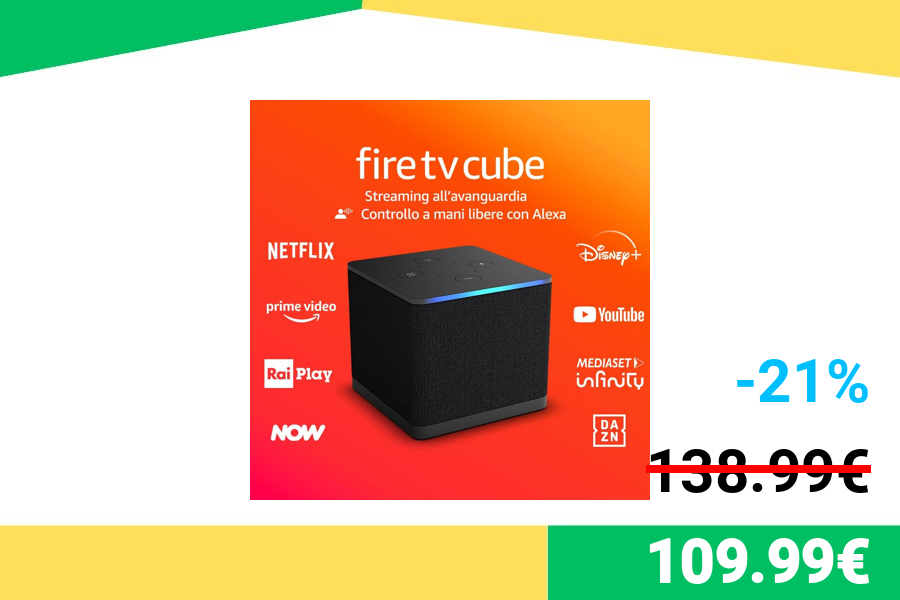 fire tv cube
Streaming all'avanguardia
Controllo a mani libere con Alexa
NETFLIX
DISNEY+
prime video
YouTube
Rai Play
MEDIASET
infinity
NOW
DA
ZN
-21%
138.99€
109.99€